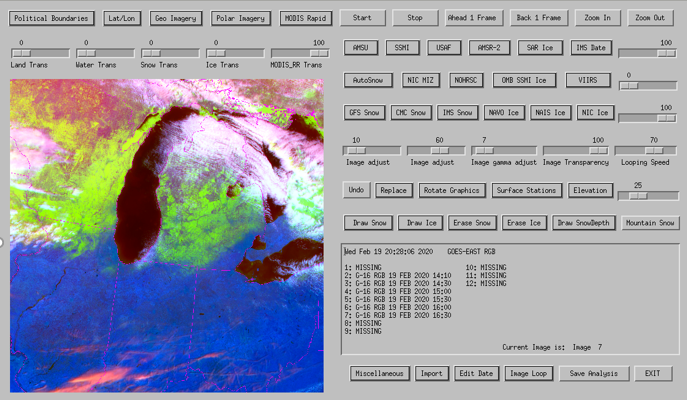 Political Boundaries Lat/Lon Geo Imagery Polar Imagery MODIS Rapid Start Stop Ahead 1 Frame Back 1 Frame Zoom In Zoom Out
0 0 0 0 100
Land Trans Water Trans Snow Trans Ice Trans MODIS_RR Trans
AMSU SSMI USAF AMSR-2 SAR Ice IMS Date 100
AutoSnow NIC MIZ NOHRSC OMB SSMI Ice VIIRS 0
GFS Snow CMC Snow IMS Snow NAVO Ice NAIS Ice NIC Ice 100
10 60 7 100 70
Image adjust Image adjust Image gamma adjust Image Transparency Looping Speed
Undo Replace Rotate Graphics Surface Stations Elevation 25
Draw Snow Draw Ice Erase Snow Erase Ice Draw SnowDepth Mountain Snow
Wed Feb 19 20:28:06 2020 GOES-EAST RGB
1: MISSING 10: MISSING
2: G-16 RGB 19 FEB 2020 14:10 11: MISSING
3: G-16 RGB 19 FEB 2020 14:30 12: MISSING
4: G-16 RGB 19 FEB 2020 15:00
5: G-16 RGB 19 FEB 2020 15:30
6: G-16 RGB 19 FEB 2020 16:00
7: G-16 RGB 19 FEB 2020 16:30
8: MISSING
9: MISSING
Current Image is: Image 7
Miscellaneous Import Edit Date Image Loop Save Analysis EXIT